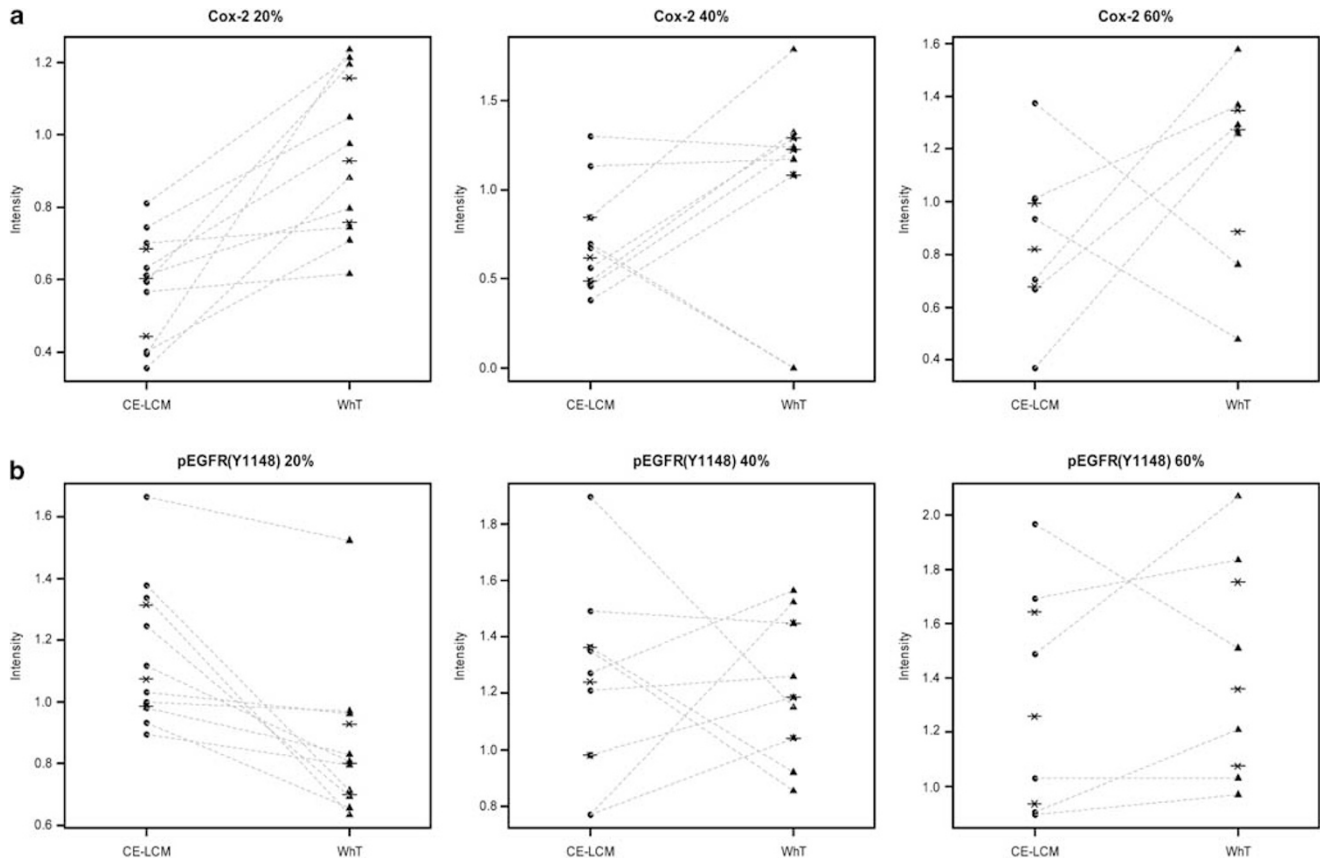 a
Cox-2 20%
Cox-2 40%
Cox-2 60%
Intensity
1.2
1.0
0.8
0.6
0.4
CE-LCM
WhT
Intensity
1.5
1.0
0.5
0.0
CE-LCM
WhT
Intensity
1.6
1.4
1.2
1.0
0.8
0.6
0.4
CE-LCM
WhT
b
pEGFR(Y1148) 20%
pEGFR(Y1148) 40%
pEGFR(Y1148) 60%
Intensity
1.6
1.4
1.2
1.0
0.8
0.6
CE-LCM
WhT
Intensity
1.8
1.6
1.4
1.2
1.0
0.8
CE-LCM
WhT
Intensity
2.0
1.8
1.6
1.4
1.2
1.0
CE-LCM
WhT